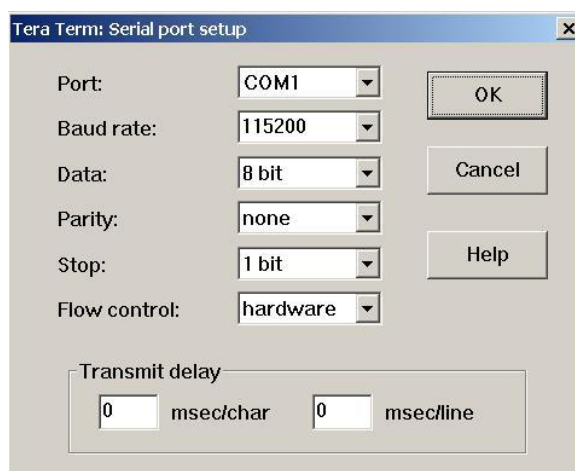 Tera Term: Serial port setup
Port: COM1
OK
Baud rate: 115200
Data: 8 bit
Cancel
Parity: none
Stop: 1 bit
Help
Flow control: hardware
Transmit delay
0 msec/char 0 msec/line